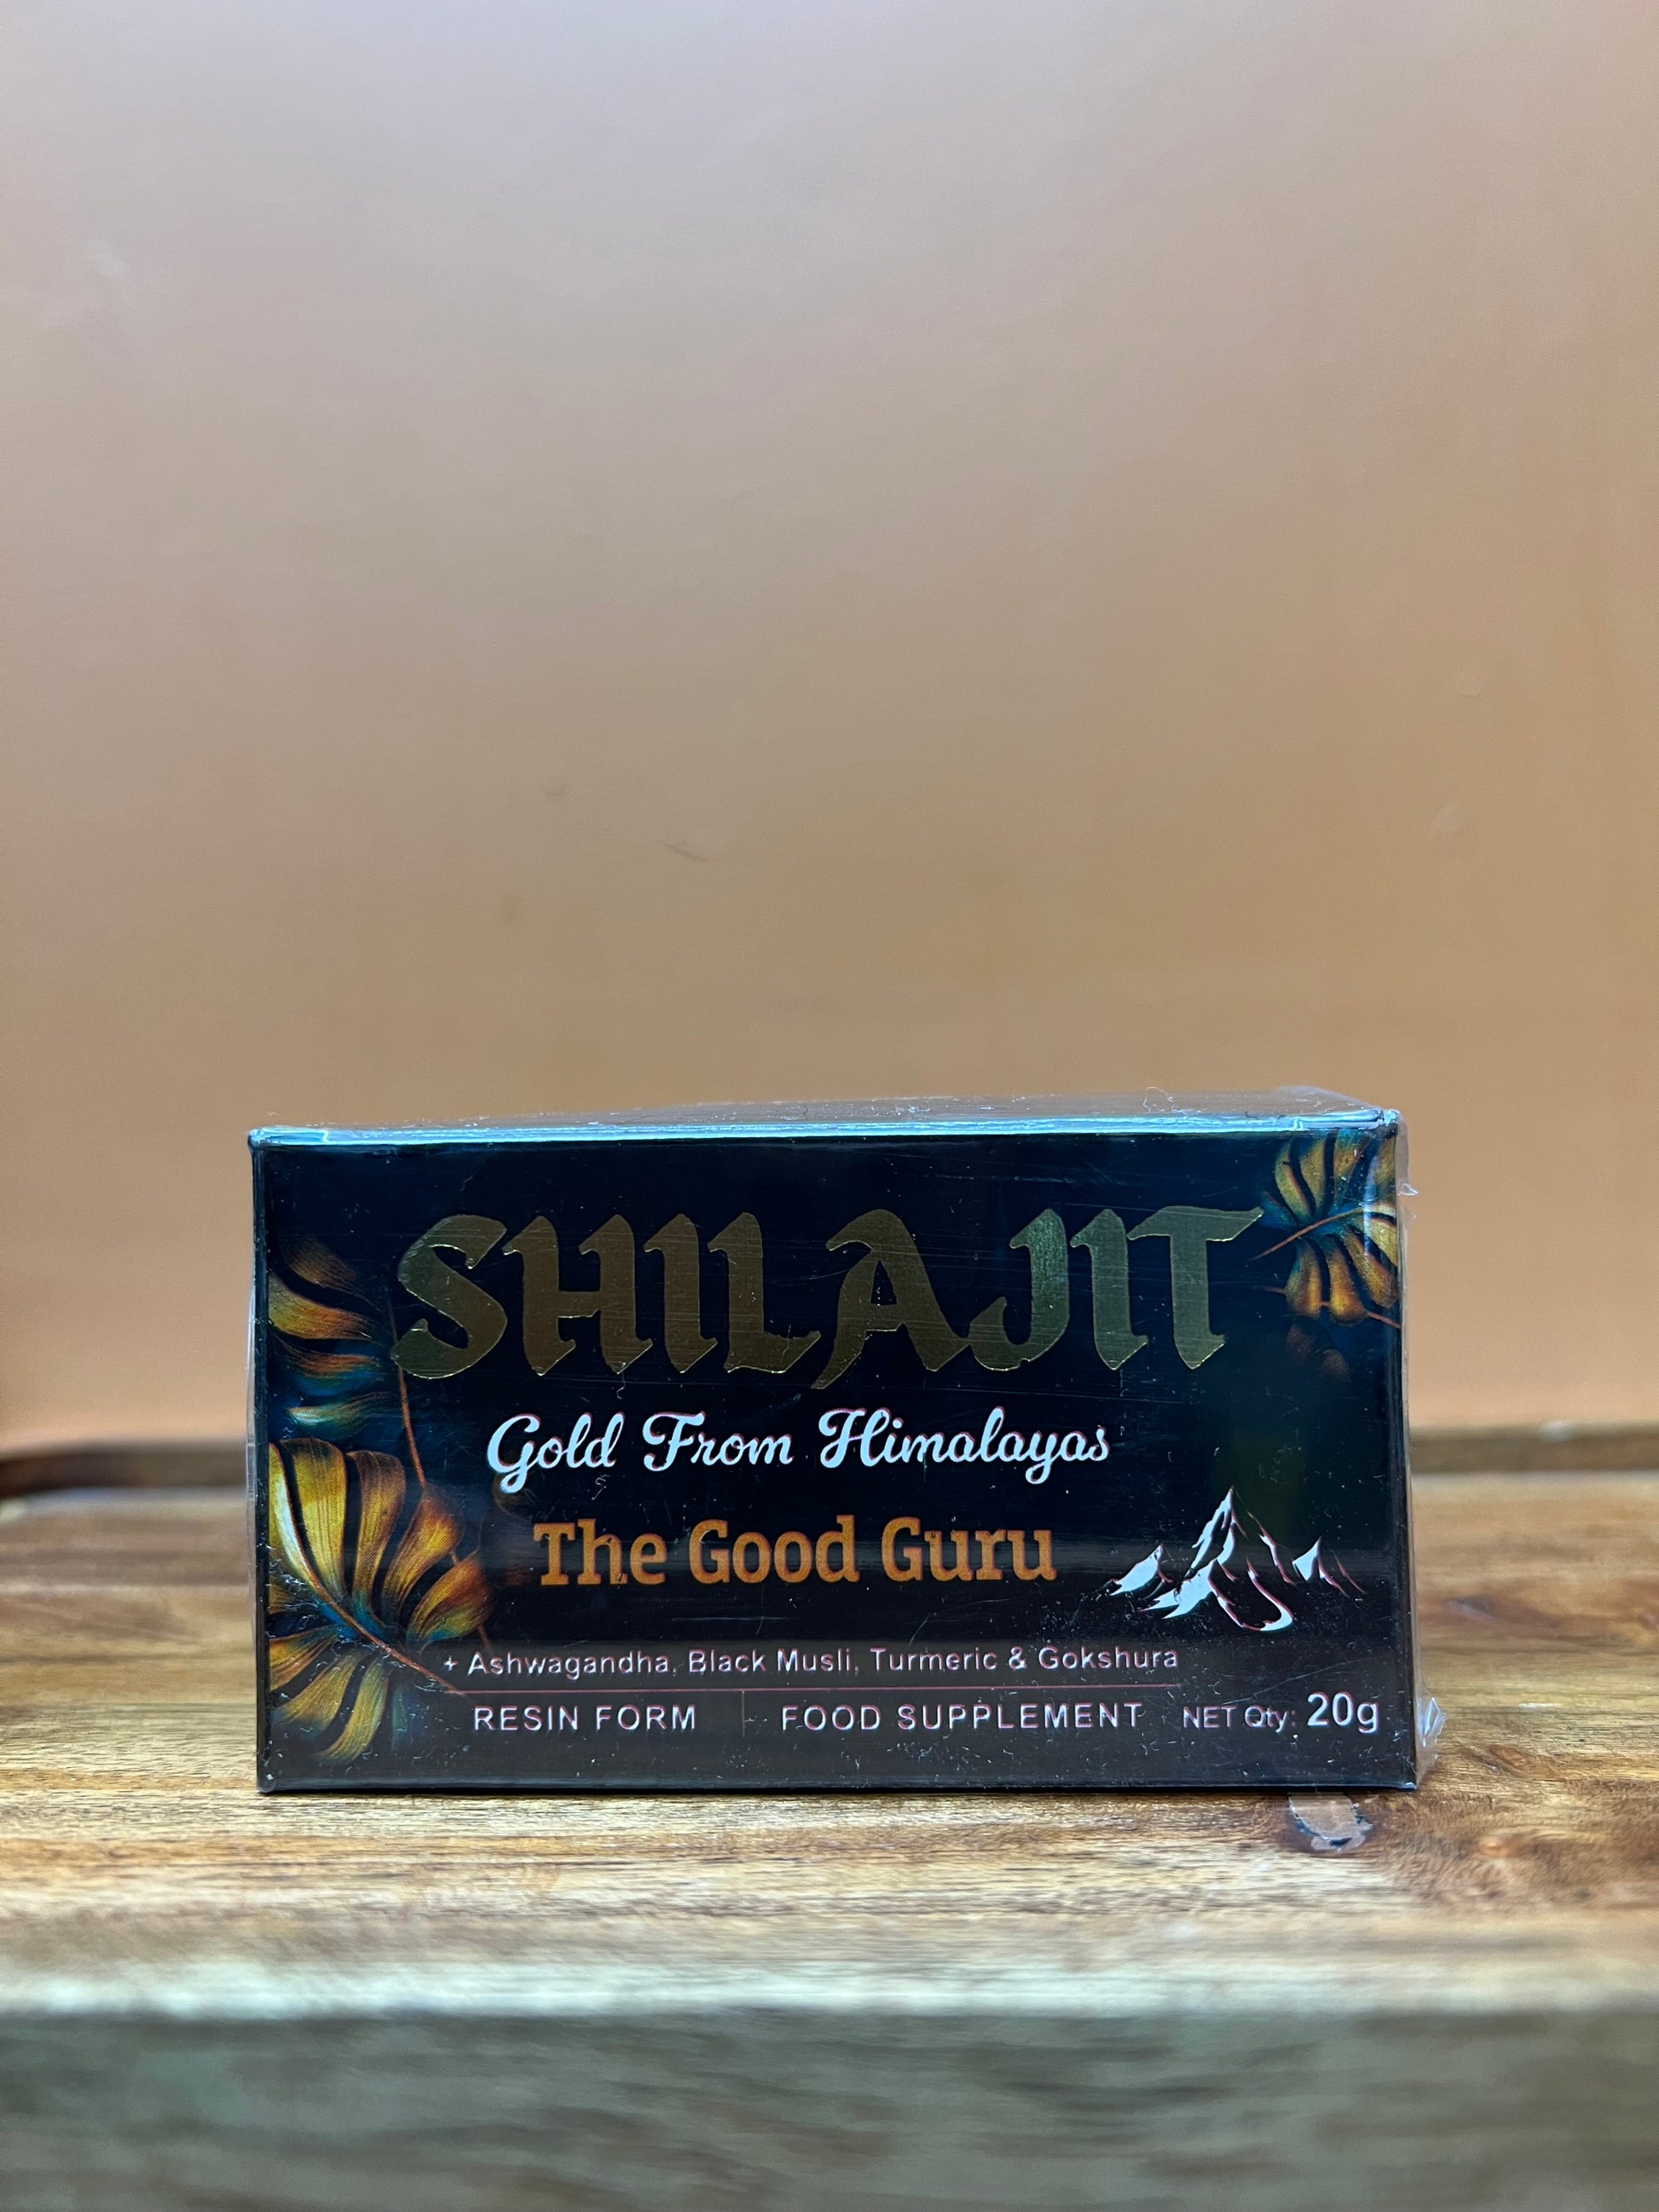 SHILAJIT
Gold From Himalayas
The Good Guru
+ Ashwagandha, Black Musli, Turmeric & Gokshura
RESIN FORM | FOOD SUPPLEMENT NET Qty: 20g